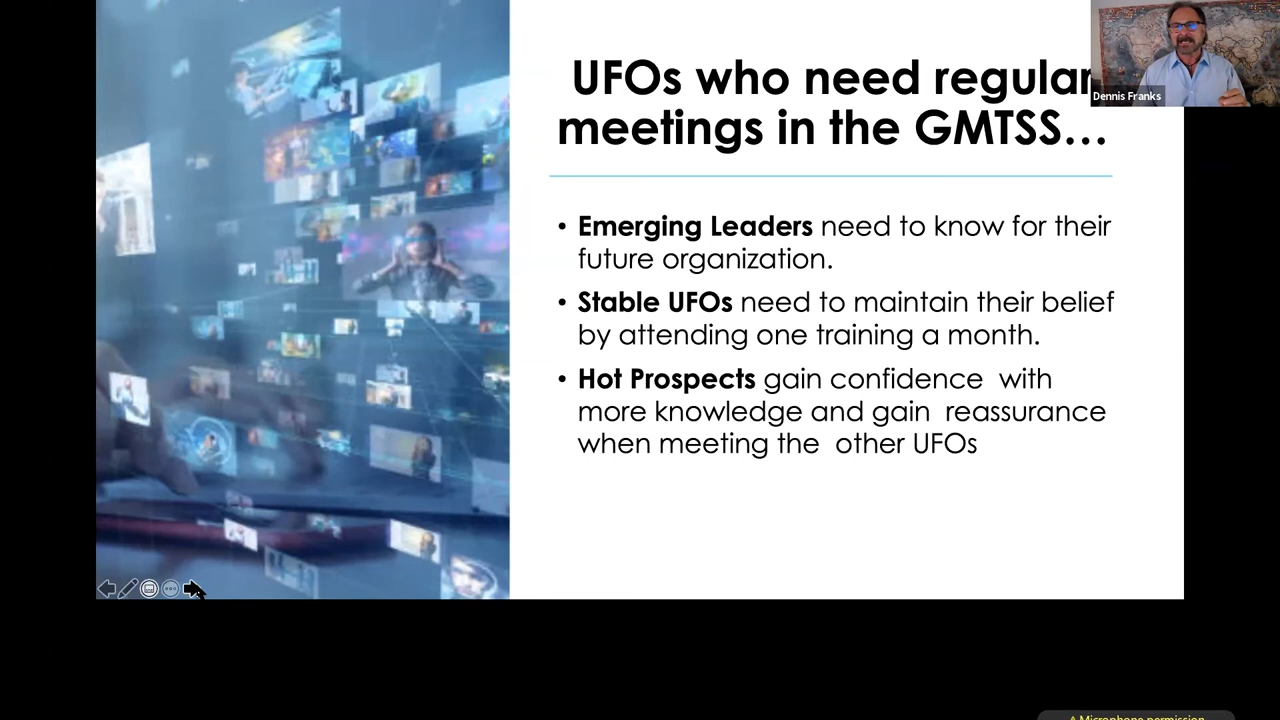 UFOs who need regular
meetings in the GMTSS…
Dennis Franks
• Emerging Leaders need to know for their
future organization.
• Stable UFOs need to maintain their belief
by attending one training a month.
• Hot Prospects gain confidence  with
more knowledge and gain  reassurance
when meeting the  other UFOs
A Microphone permission